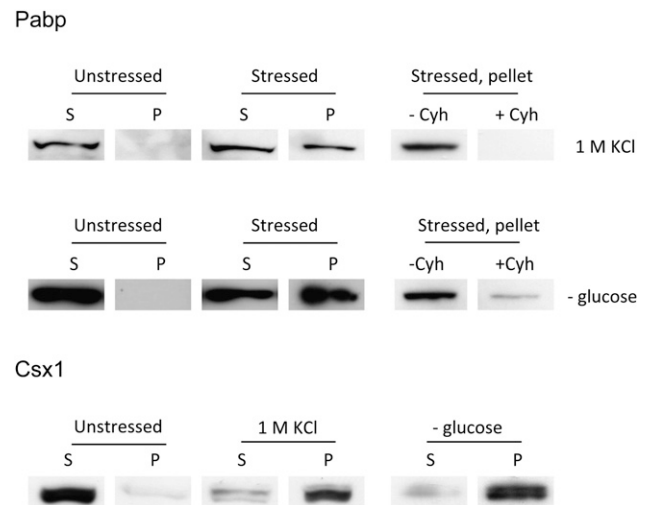 Pabp
Unstressed Stressed Stressed, pellet
S P S P - Cyh + Cyh
1 M KCl
Unstressed Stressed Stressed, pellet
S P S P -Cyh +Cyh
- glucose
Csx1
Unstressed 1 M KCl - glucose
S P S P S P